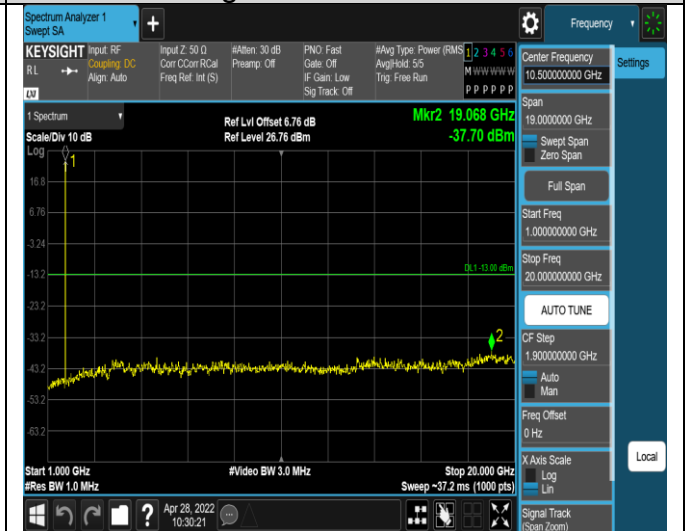 Spectrum Analyzer 1
Swept SA
Frequency
KEYSIGHT
RL
LXI
Input: RF
Coupling: DC
Align: Auto
Input Z: 50 Ω
Corr CCorr RCal
Freq Ref: Int (S)
#Atten: 30 dB
Preamp: Off
PNO: Fast
Gate: Off
IF Gain: Low
Sig Track: Off
#Avg Type: Power (RMS
Avg|Hold: 5/5
Trig: Free Run
1 2 3 4 5 6
M W W W W W
P P P P P P
1 Spectrum
Scale/Div 10 dB
Log
Ref Lvl Offset 6.76 dB
Ref Level 26.76 dBm
Mkr2 19.068 GHz
-37.70 dBm
1
16.8
6.76
-3.24
-13.2
-23.2
-33.2
-43.2
-53.2
-63.2
DL1 -13.00 dBm
2
Start 1.000 GHz
#Res BW 1.0 MHz
#Video BW 3.0 MHz
Stop 20.000 GHz
Sweep ~37.2 ms (1000 pts)
Center Frequency
10.500000000 GHz
Settings
Span
19.0000000 GHz
Swept Span
Zero Span
Full Span
Start Freq
1.000000000 GHz
Stop Freq
20.000000000 GHz
AUTO TUNE
CF Step
1.900000000 GHz
Auto
Man
Freq Offset
0 Hz
X Axis Scale
Log
Lin
Local
Signal Track
(Span Zoom)
?
Apr 28, 2022
10:30:21